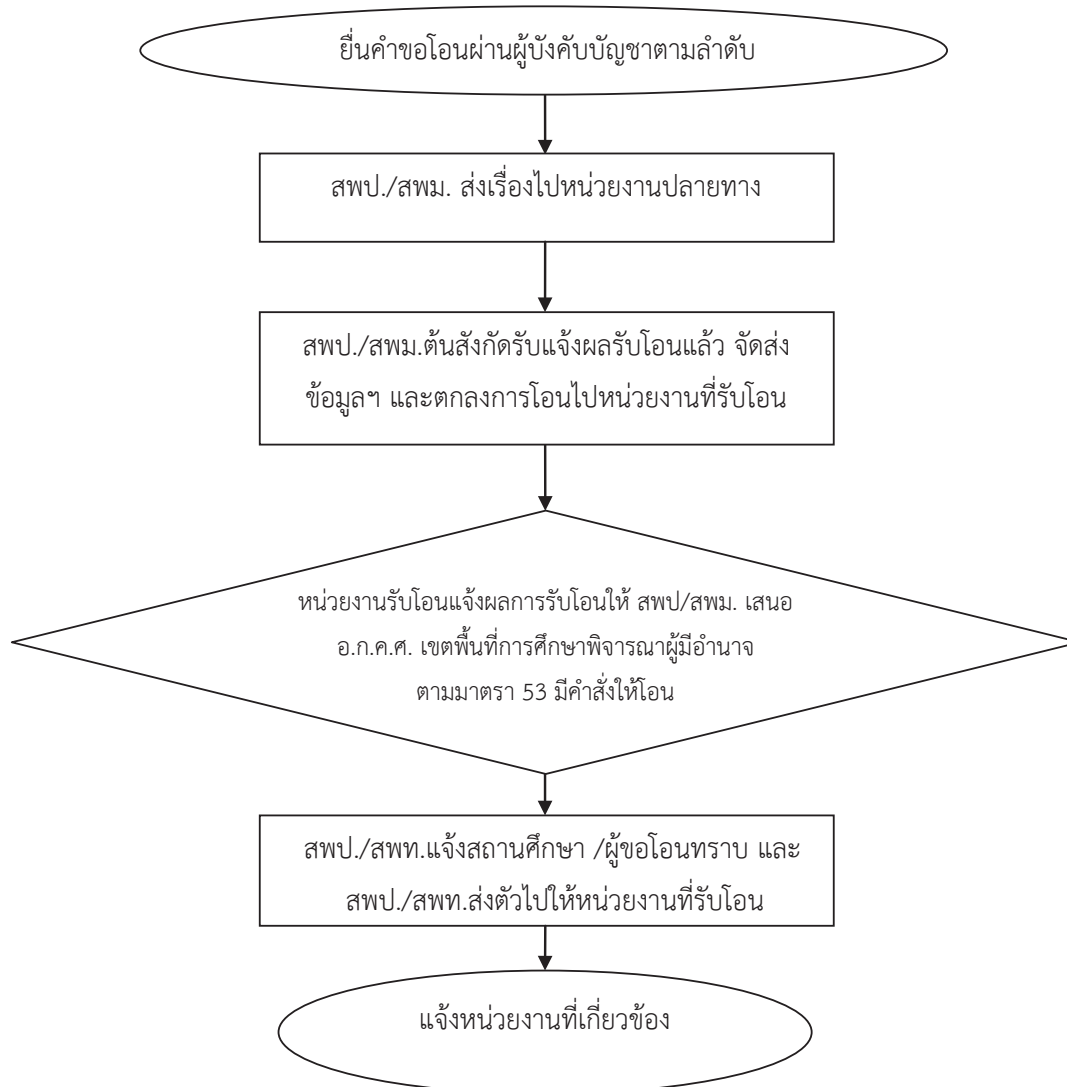 ยื่นคำขอโอนผ่านผู้บังคับบัญชาตามลำดับ
สพป./สพม. ส่งเรื่องไปหน่วยงานปลายทาง
สพป./สพม.ต้นสังกัดรับแจ้งผลรับโอนแล้ว จัดส่ง
ข้อมูลฯ และตกลงการโอนไปหน่วยงานที่รับโอน
หน่วยงานรับโอนแจ้งผลการรับโอนให้ สพป/สพม. เสนอ
อ.ก.ค.ศ. เขตพื้นที่การศึกษาพิจารณาผู้มีอำนาจ
ตามมาตรา 53 มีคำสั่งให้โอน
สพป./สพท.แจ้งสถานศึกษา /ผู้ขอโอนทราบ และ
สพป./สพท.ส่งตัวไปให้หน่วยงานที่รับโอน
แจ้งหน่วยงานที่เกี่ยวข้อง